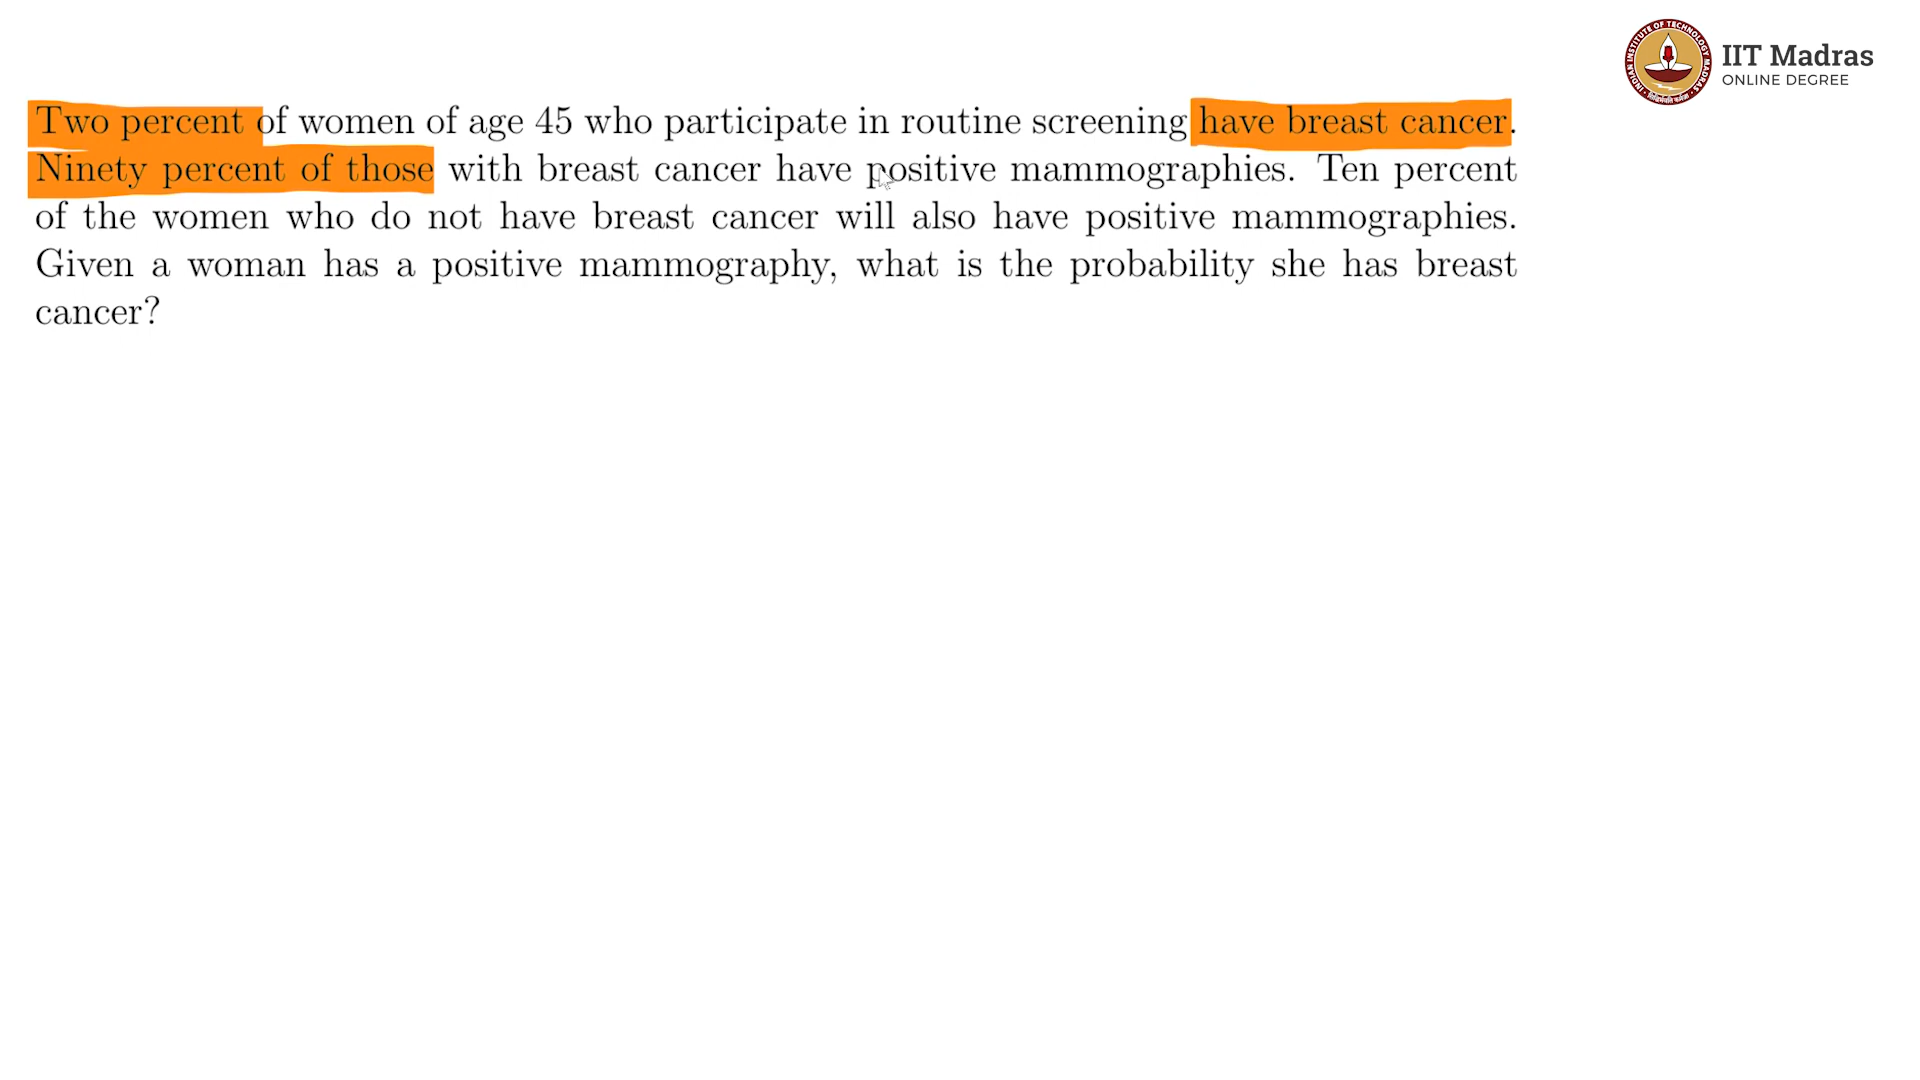 IIT Madras
ONLINE DEGREE
Two percent of women of age 45 who participate in routine screening have breast cancer.
Ninety percent of those with breast cancer have positive mammographies. Ten percent
of the women who do not have breast cancer will also have positive mammographies.
Given a woman has a positive mammography, what is the probability she has breast
cancer?